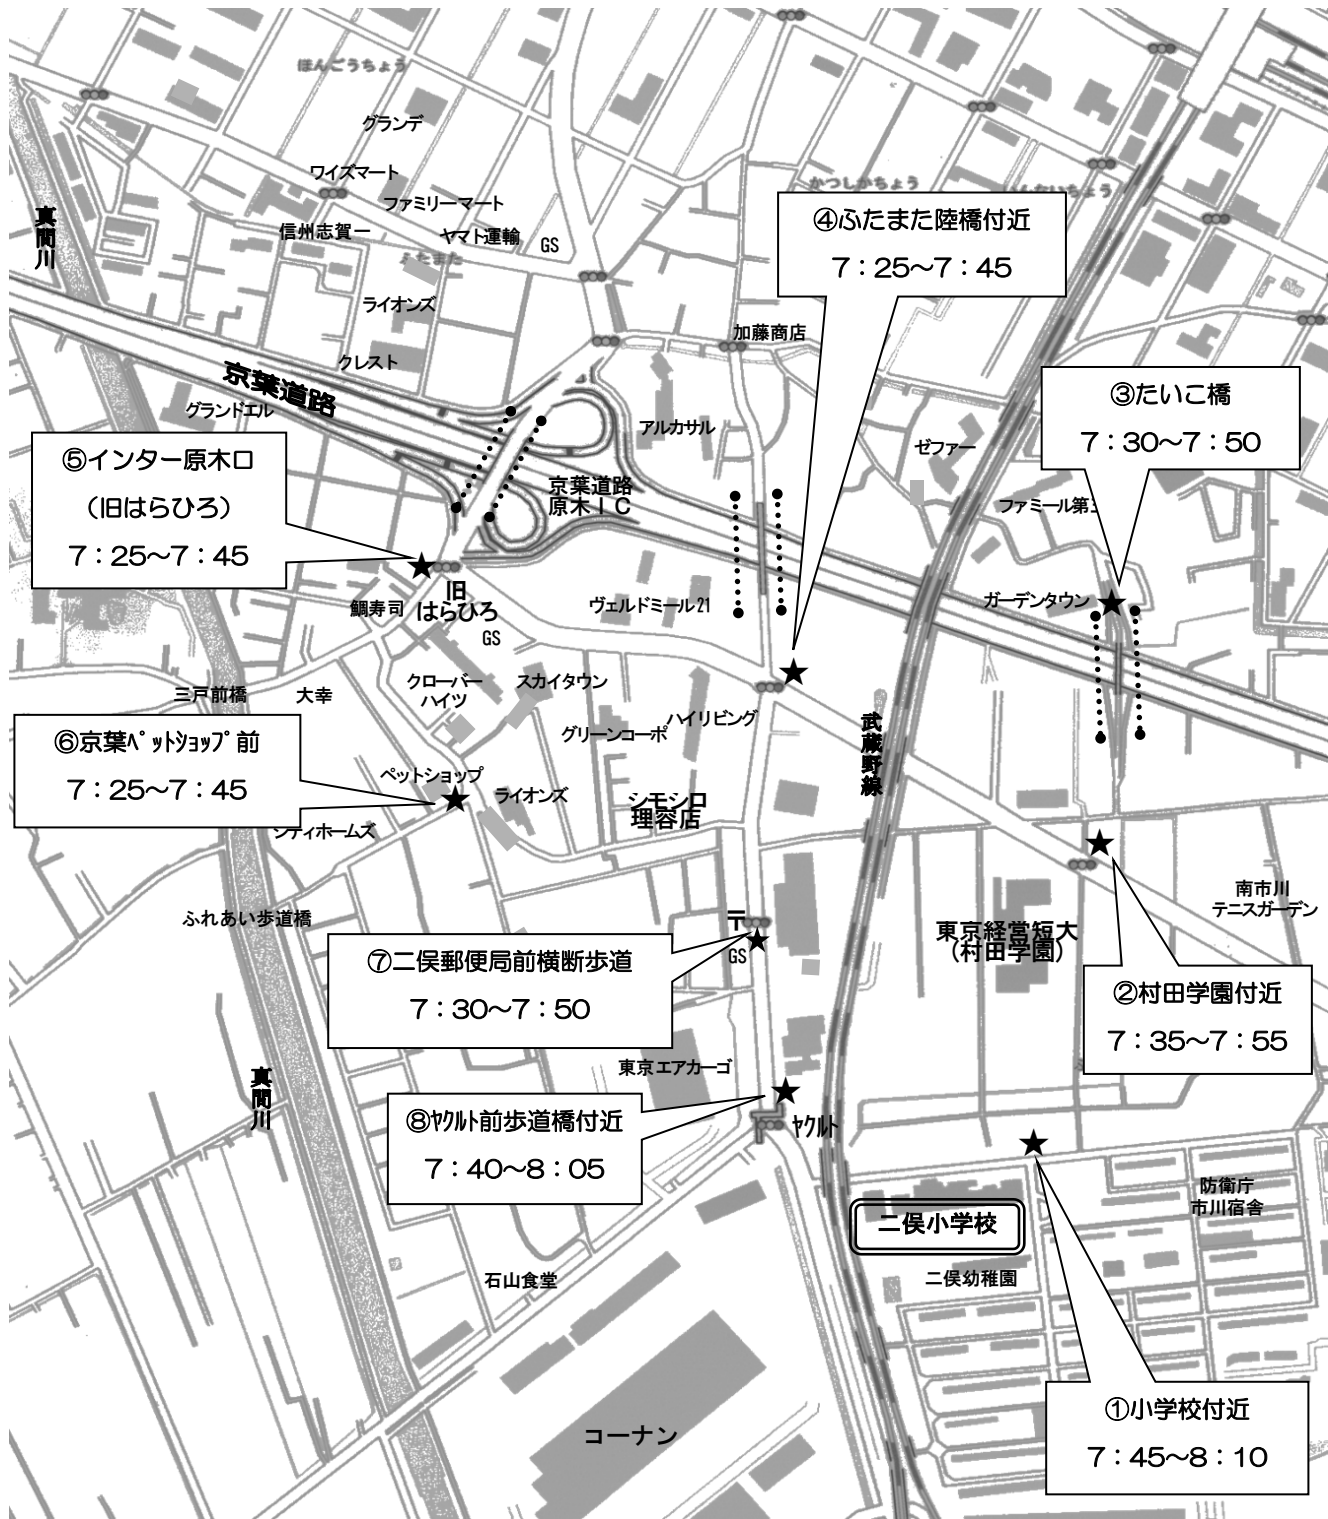 ほんごうちょう
グランデ
ワイズマート
ファミリーマート
信州志賀一
ヤマト運輸
GS
ふたまた
真間川
かつしかちょう
いんないちょう
④ふたまた陸橋付近
7：25～7：45
ライオンズ
加藤商店
クレスト
京葉道路
グランドエル
③たいこ橋
7：30～7：50
アルカサル
ゼファー
⑤インター原木口
（旧はらひろ）
7：25～7：45
京葉道路
原木ＩＣ
ファミール第三
旧
はらひろ
鯛寿司
GS
ヴェルドミール21
ガーデンタウン
三戸前橋
大幸
クローバー
ハイツ
スカイタウン
グリーンコーポ
ハイリビング
武蔵野線
⑥京葉ﾍﾟｯﾄｼｮｯﾌﾟ前
7：25～7：45
ペットショップ
ライオンズ
シモシロ
理容店
ンティホームズ
ふれあい歩道橋
〒
GS
東京経営短大
（村田学園）
南市川
テニスガーデン
⑦二俣郵便局前横断歩道
7：30～7：50
②村田学園付近
7：35～7：55
東京エアカーゴ
真間川
⑧ﾔｸﾙﾄ前歩道橋付近
7：40～8：05
ﾔｸﾙﾄ
防衛庁
市川宿舎
二俣小学校
二俣幼稚園
石山食堂
①小学校付近
7：45～8：10
コーナン